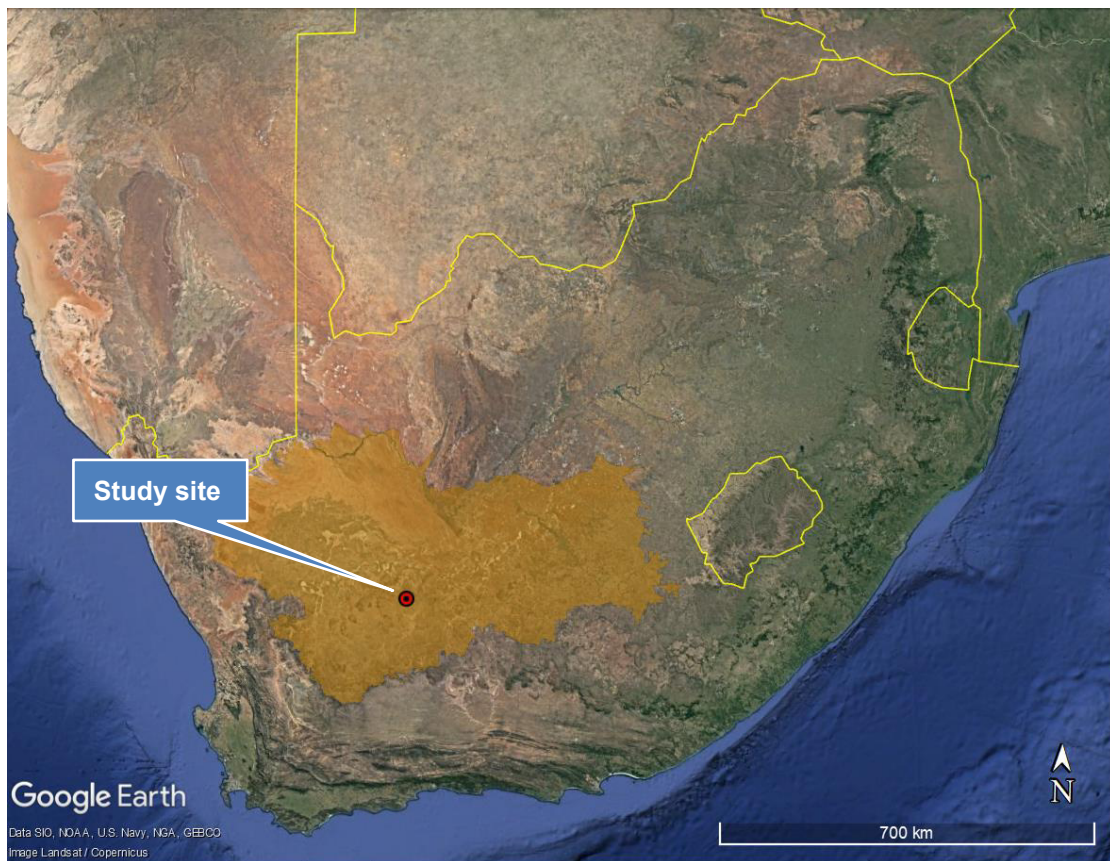 Study site
Google Earth
Data SIO, NOAA, U.S. Navy, NGA, GEBCO
Image Landsat / Copernicus
N
700 km